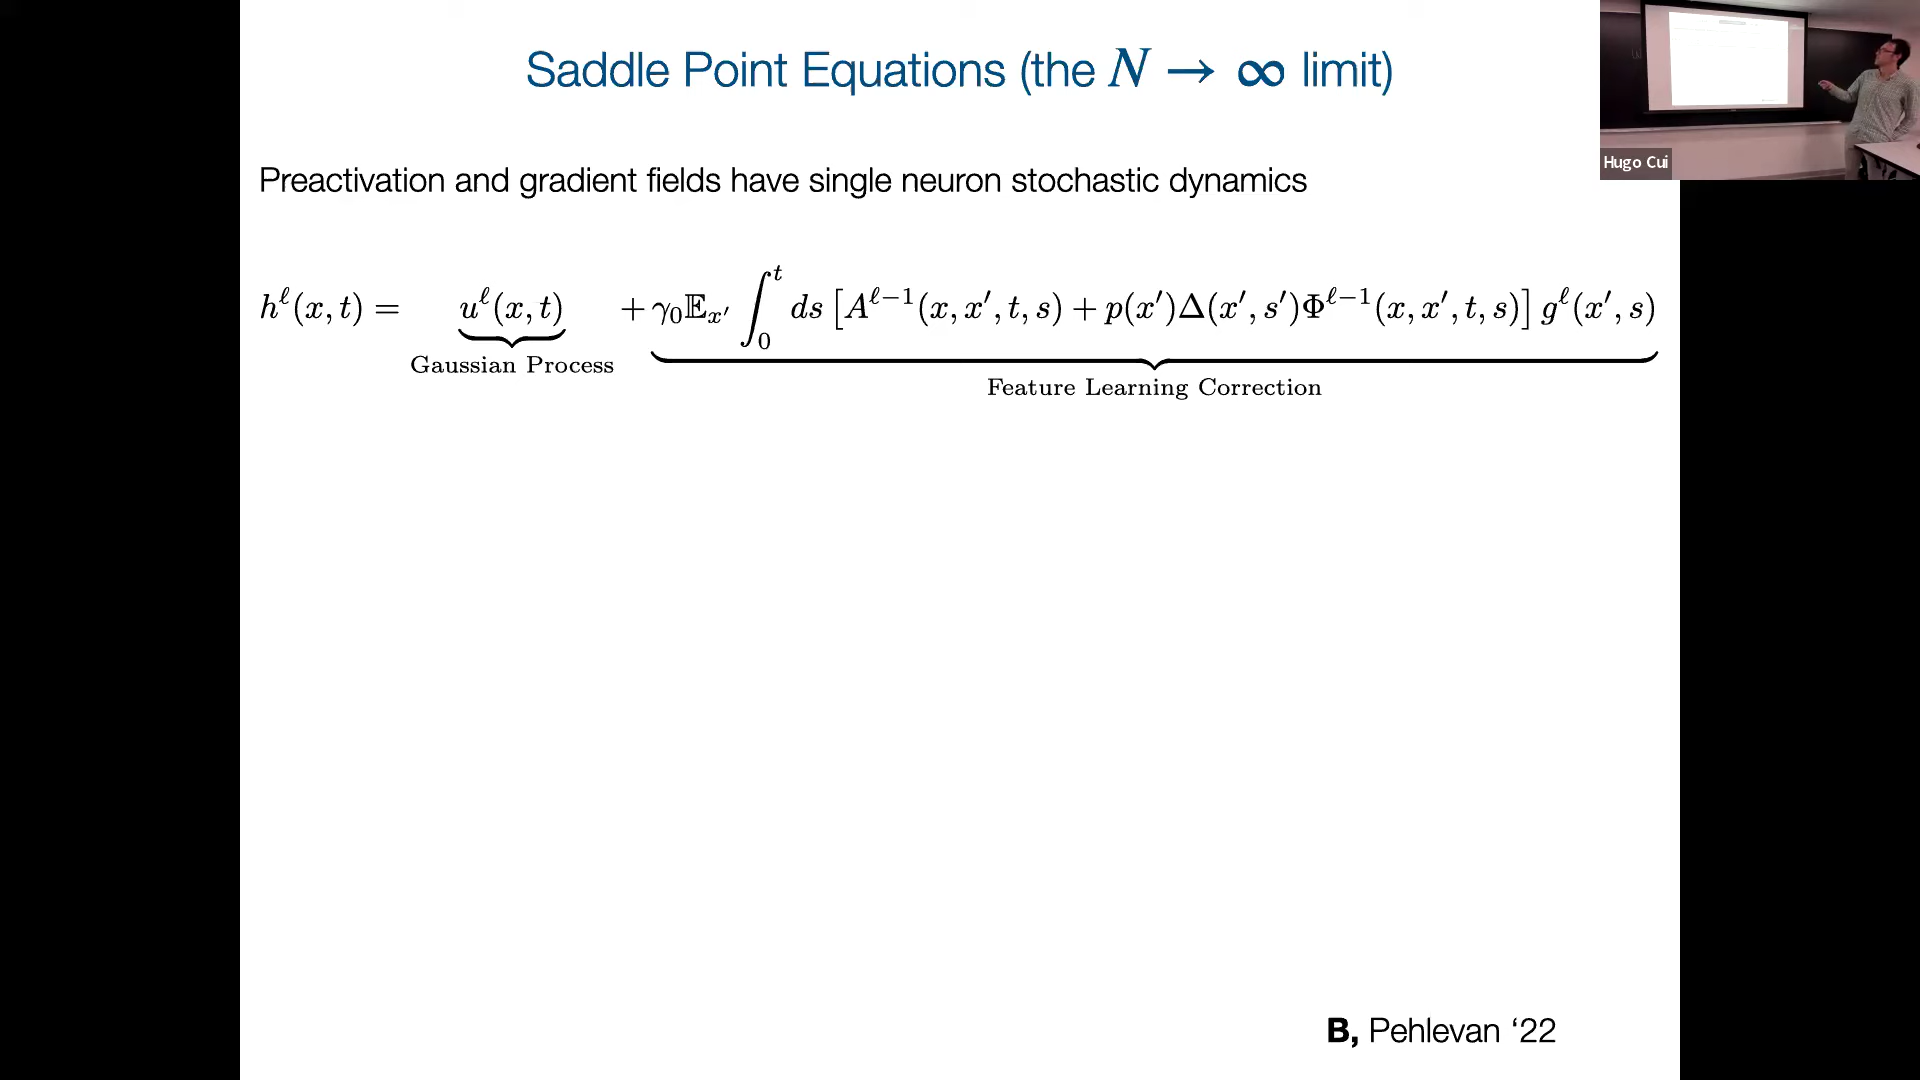 Saddle Point Equations (the N → ∞ limit)
Hugo Cui
Preactivation and gradient fields have single neuron stochastic dynamics
h^ℓ(x, t) = u^ℓ(x, t) + γ₀𝔼_{x′} ∫₀^t ds [A^{ℓ−1}(x, x′, t, s) + p(x′)Δ(x′, s′)Φ^{ℓ−1}(x, x′, t, s)] g^ℓ(x′, s)
Gaussian Process
Feature Learning Correction
B, Pehlevan ‘22